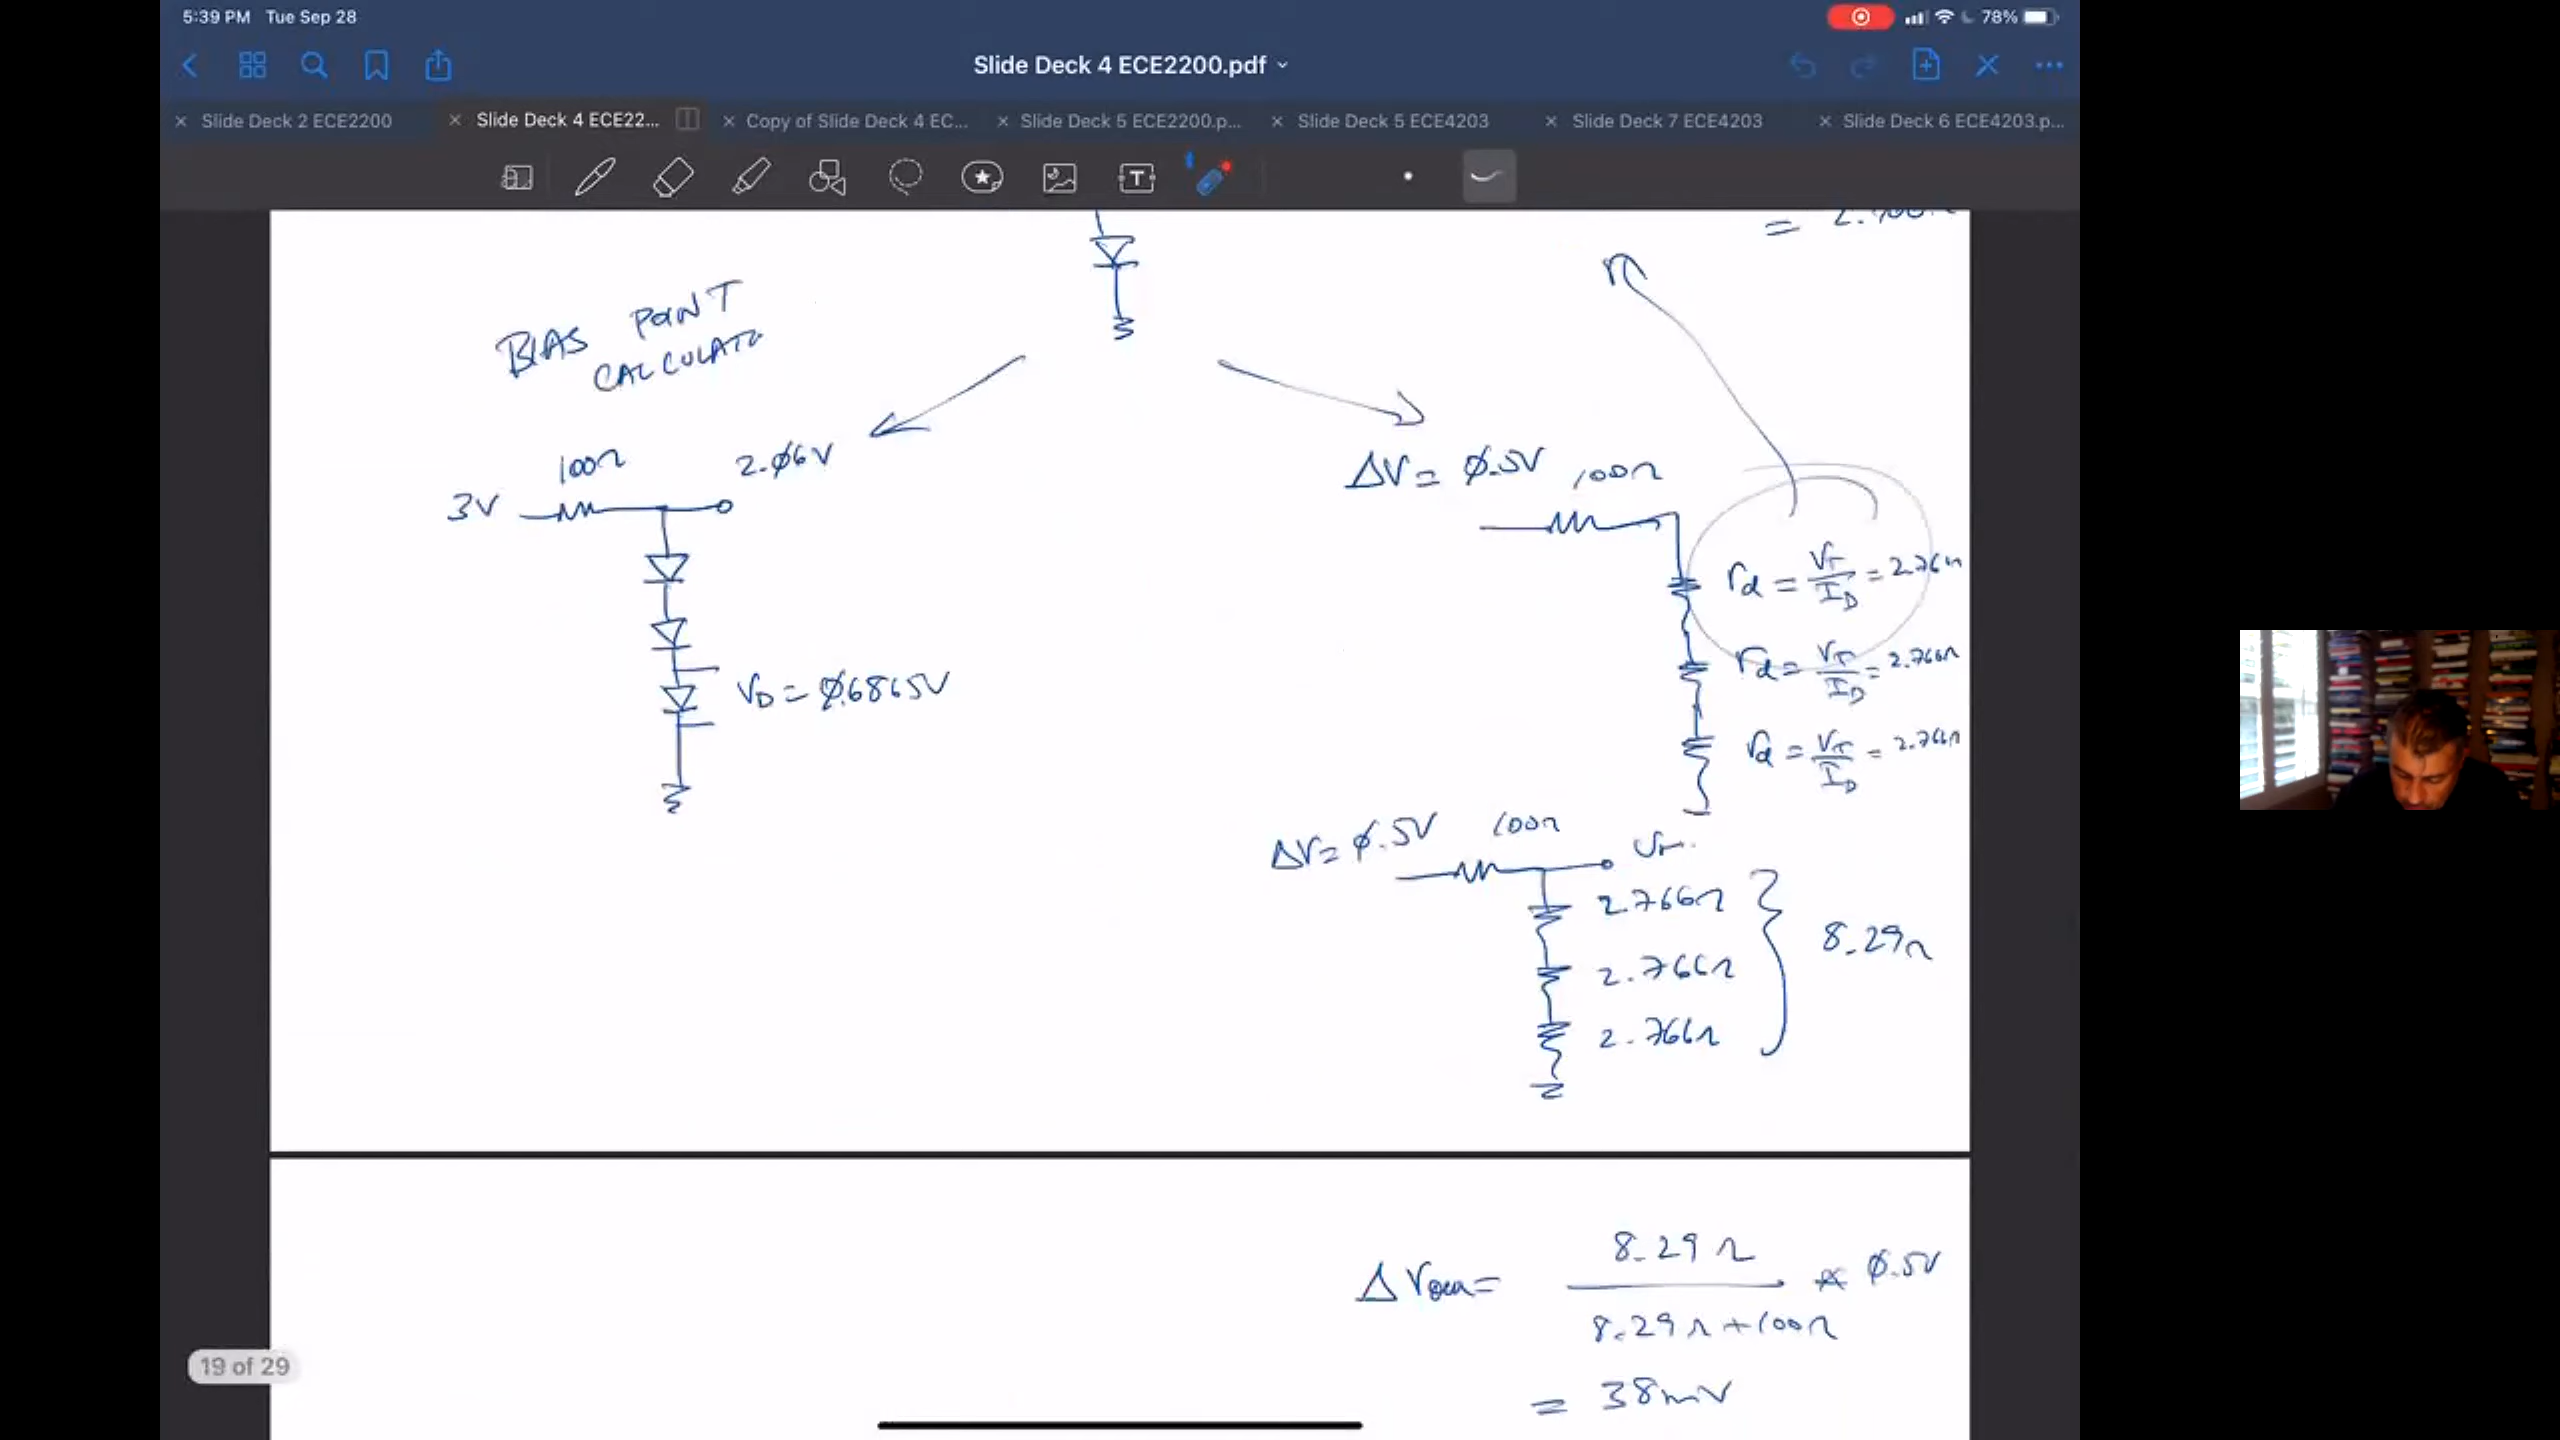 5:39 PM Tue Sep 28
78%
Slide Deck 4 ECE2200.pdf
Slide Deck 2 ECE2200
Slide Deck 4 ECE22...
Copy of Slide Deck 4 EC...
Slide Deck 5 ECE2200.p...
Slide Deck 5 ECE4203
Slide Deck 7 ECE4203
Slide Deck 6 ECE4203.p...
BIAS POINT
CALCULATO
100Ω
2.06V
3V
VD = 0.6865V
ΔV = 0.5V 100Ω
rd = VT/ID = 2.76Ω
rd = VT/ID = 2.766Ω
rd = VT/ID = 2.766Ω
ΔV = 0.5V 100Ω
2.766Ω
2.766Ω
2.766Ω
8.29Ω
ΔVout = 8.29Ω / 8.29Ω + 100Ω * 0.5V
= 38mV
19 of 29